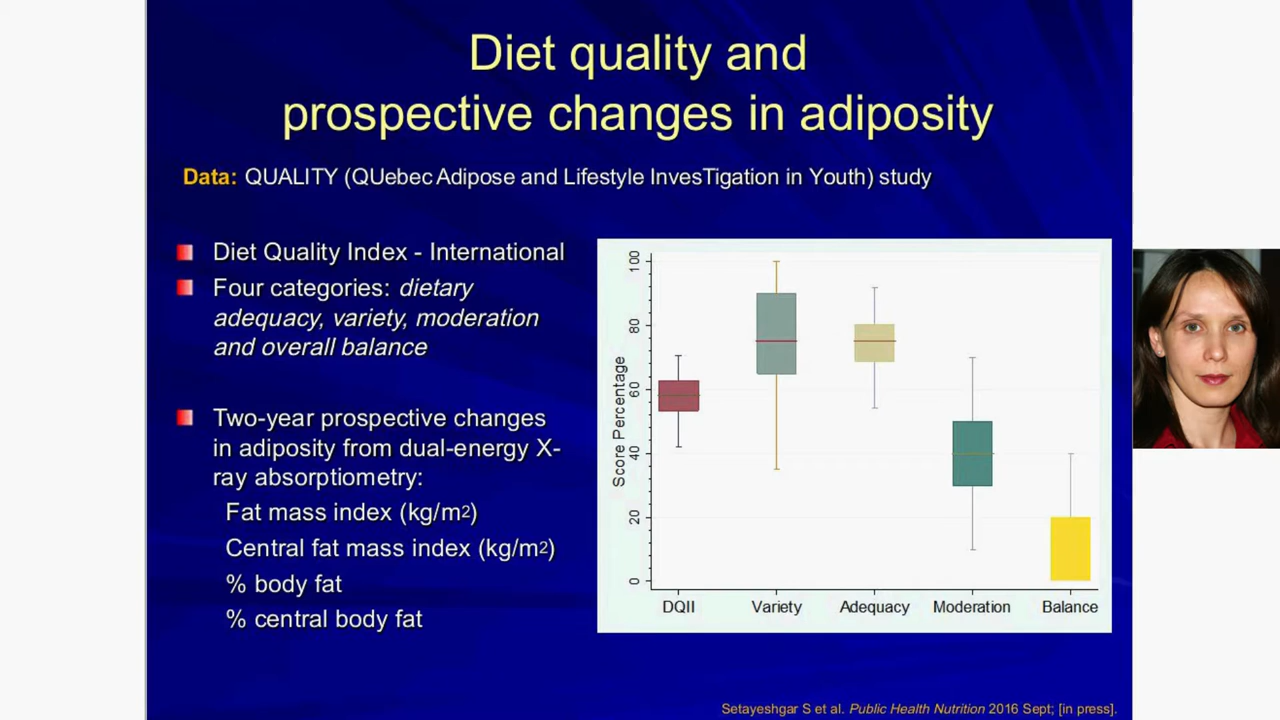 Diet quality and
prospective changes in adiposity
Data: QUALITY (QUebec Adipose and Lifestyle InvesTigation in Youth) study
Diet Quality Index - International
Four categories: dietary
adequacy, variety, moderation
and overall balance
Two-year prospective changes
in adiposity from dual-energy X-
ray absorptiometry:
Fat mass index (kg/m2)
Central fat mass index (kg/m2)
% body fat
% central body fat
Score Percentage
100
80
60
40
20
0
DQII Variety Adequacy Moderation Balance
Setayeshgar S et al. Public Health Nutrition 2016 Sept; [in press].